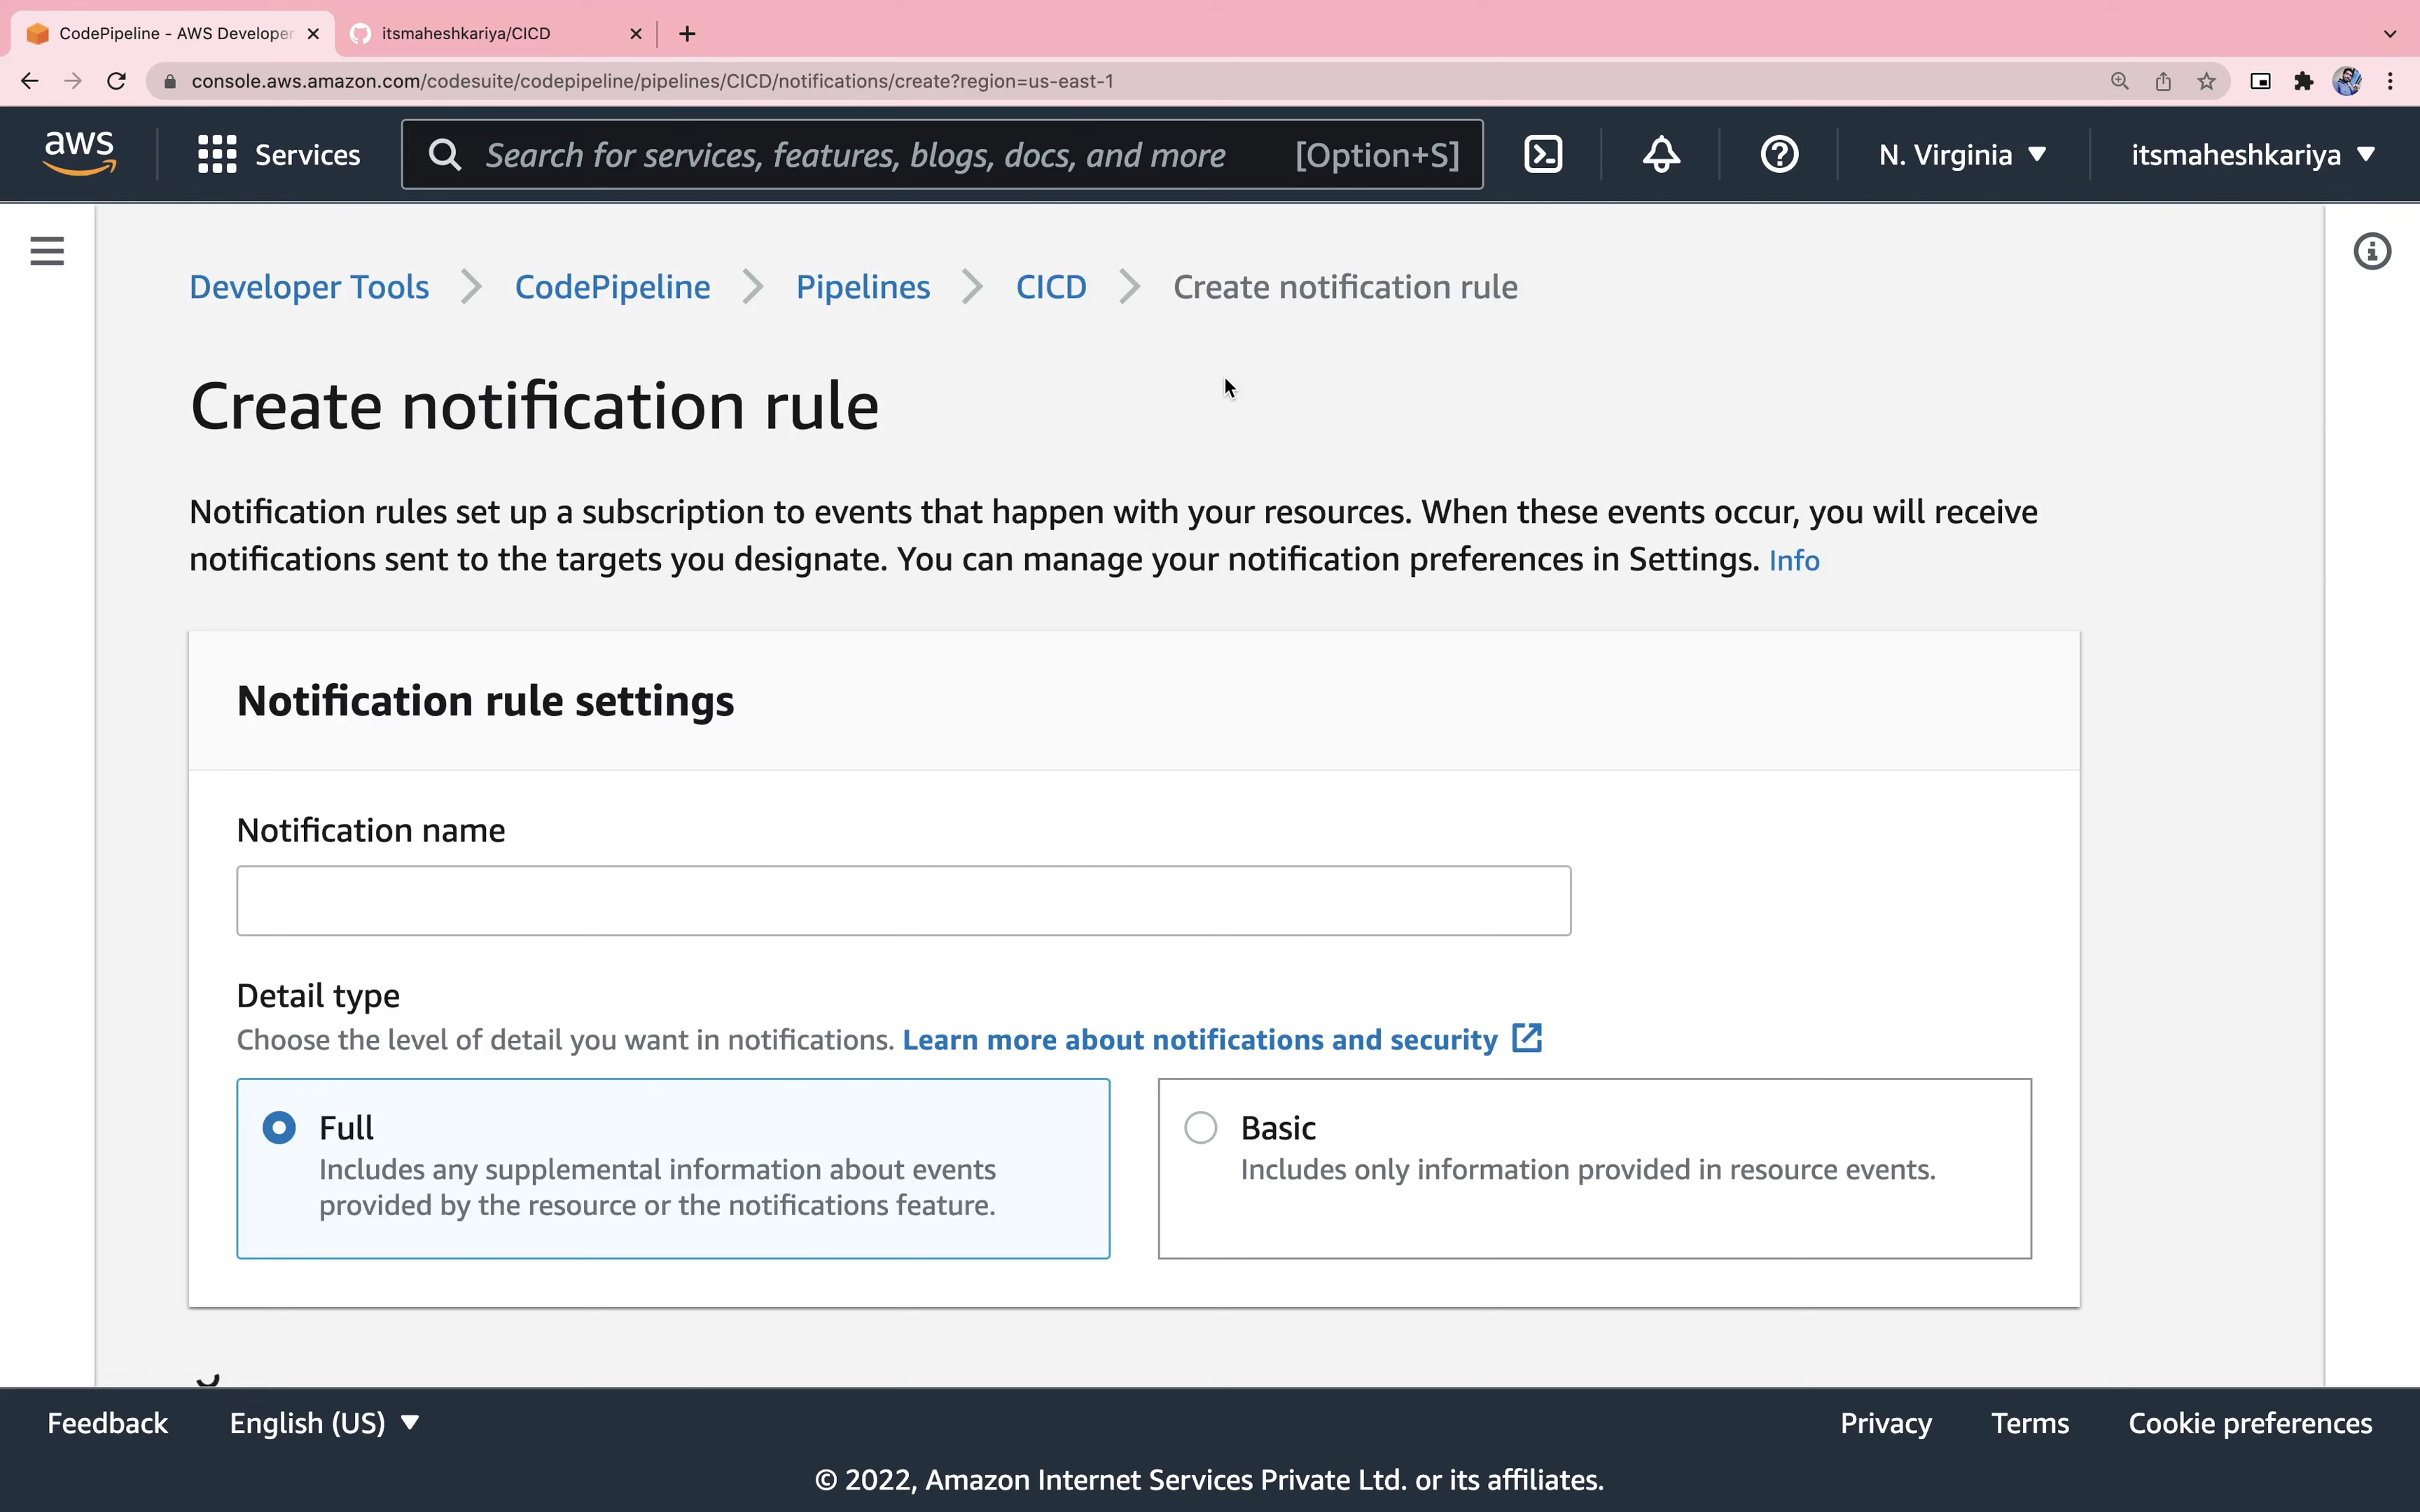 CodePipeline - AWS Developer
itsmaheshkariya/CICD
console.aws.amazon.com/codesuite/codepipeline/pipelines/CICD/notifications/create?region=us-east-1
aws
Services
Search for services, features, blogs, docs, and more
[Option+S]
N. Virginia
itsmaheshkariya
Developer Tools
CodePipeline
Pipelines
CICD
Create notification rule
Create notification rule
Notification rules set up a subscription to events that happen with your resources. When these events occur, you will receive
notifications sent to the targets you designate. You can manage your notification preferences in Settings. Info
Notification rule settings
Notification name
Detail type
Choose the level of detail you want in notifications. Learn more about notifications and security
Full
Includes any supplemental information about events
provided by the resource or the notifications feature.
Basic
Includes only information provided in resource events.
Feedback
English (US)
Privacy
Terms
Cookie preferences
© 2022, Amazon Internet Services Private Ltd. or its affiliates.